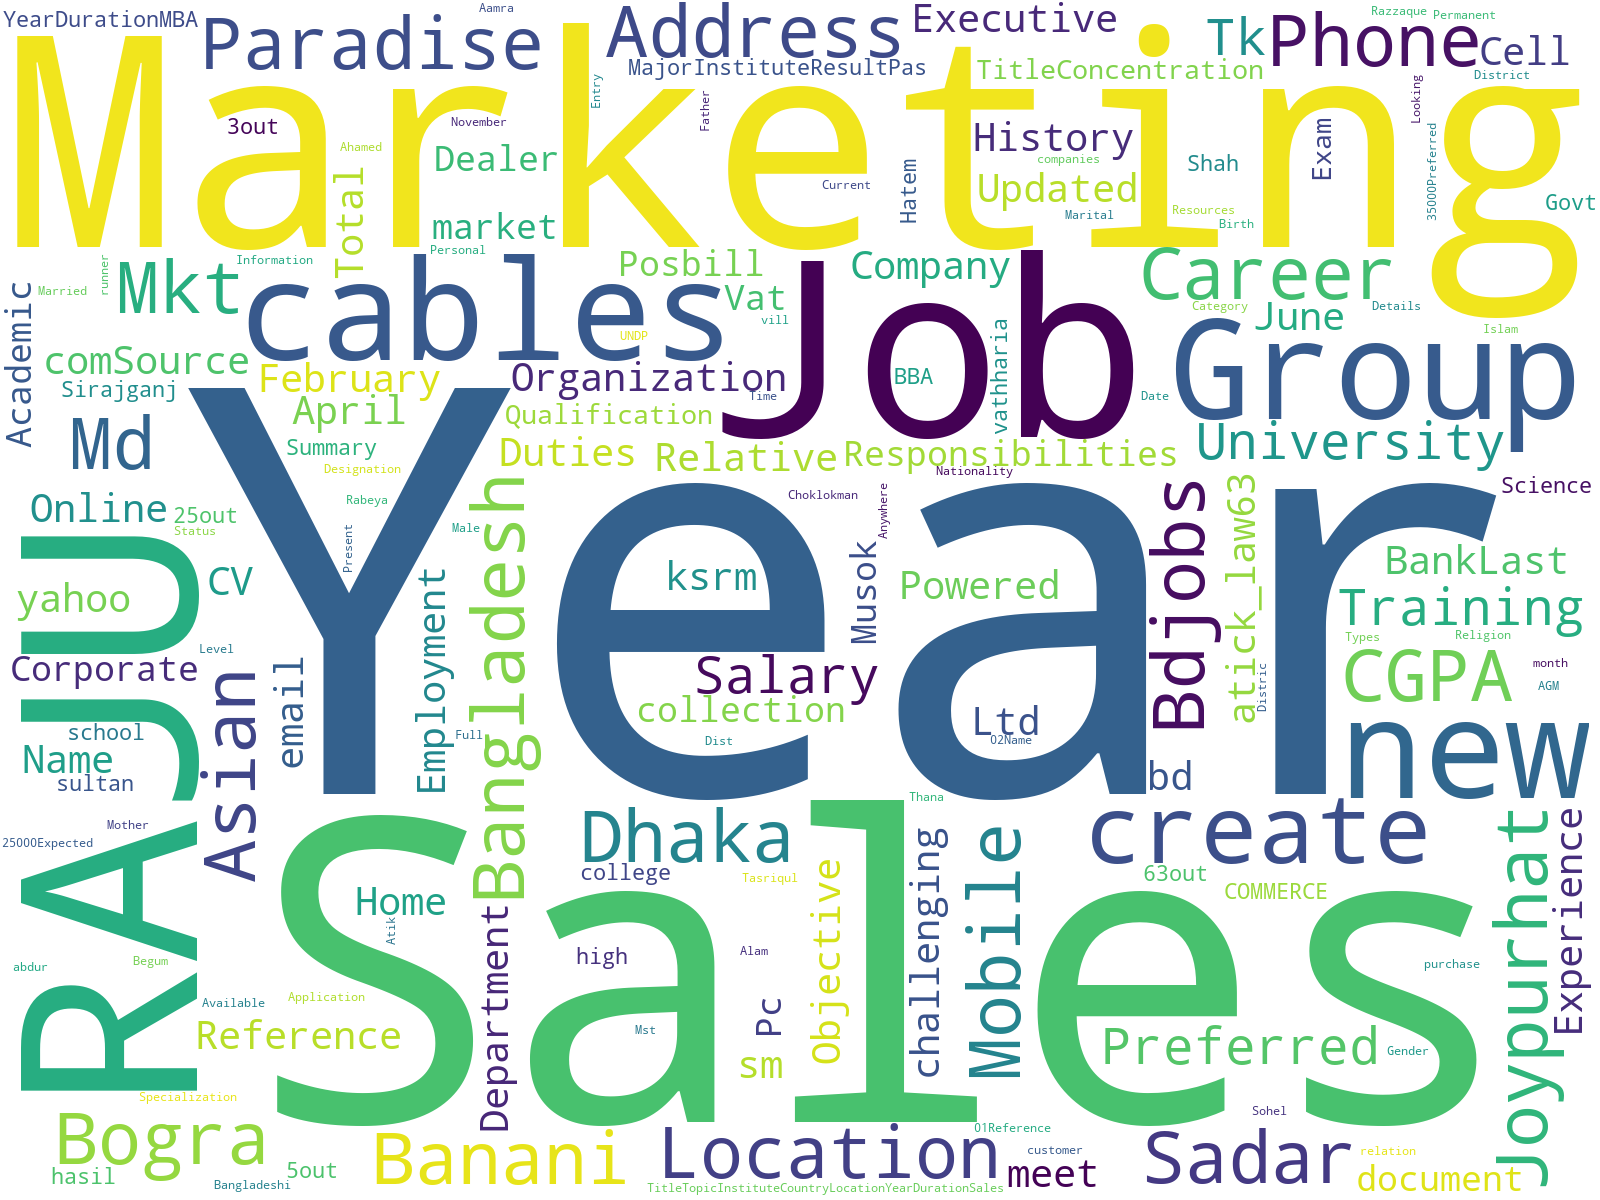 YearDurationMBA
Aamra
Paradise
Address
Executive
Razzaque
Permanent
Tk
Phone
Cell
MajorInstituteResultPas
TitleConcentration
District
Marketing
Entry
Father
Looking
3out
November
History
Exam
35000Preferred
Ahamed
Dealer
companies
Shah
Total
Current
Hatem
Updated
Govt
market
Marital
Resources
Birth
Personal
Information
runner
Mkt
cables
Posbill
Company
Career
Married
Vat
Job
Category
Details
Academic
vill
June
Islam
UNDP
vathharia
Group
comSource
February
Organization
BBA
Sirajganj
Time
Date
April
Qualification
Md
Summary
Duties
Relative
Responsibilities
University
Designation
Nationality
Online
25out
Rabeya
Choklokman
Anywhere
Bdjobs
atick_law63
Science
Status
Male
Present
Year
Musok
BankLast
yahoo
CV
Employment
Bangladesh
ksrm
Powered
Training
RAJU
Level
Types
Religion
Corporate
Asian
email
Salary
Distric
CGPA
month
AGM
school
collection
Ltd
Name
Full
Dist
O2Name
new
sultan
bd
Thana
Mother
25000Expected
Dhaka
Sales
create
Joypurhat
Experience
college
Tasriqul
Objective
challenging
Mobile
63out
COMMERCE
Home
Atik
Department
high
Alam
abdur
Begum
purchase
Available
Application
Pc
Reference
Mst
sm
Preferred
Gender
Specialization
Sohel
Bogra
Banani
Location
O1Reference
customer
Sadar
relation
hasil
5out
meet
document
Bangladeshi
TitleTopicInstituteCountryLocationYearDurationSales